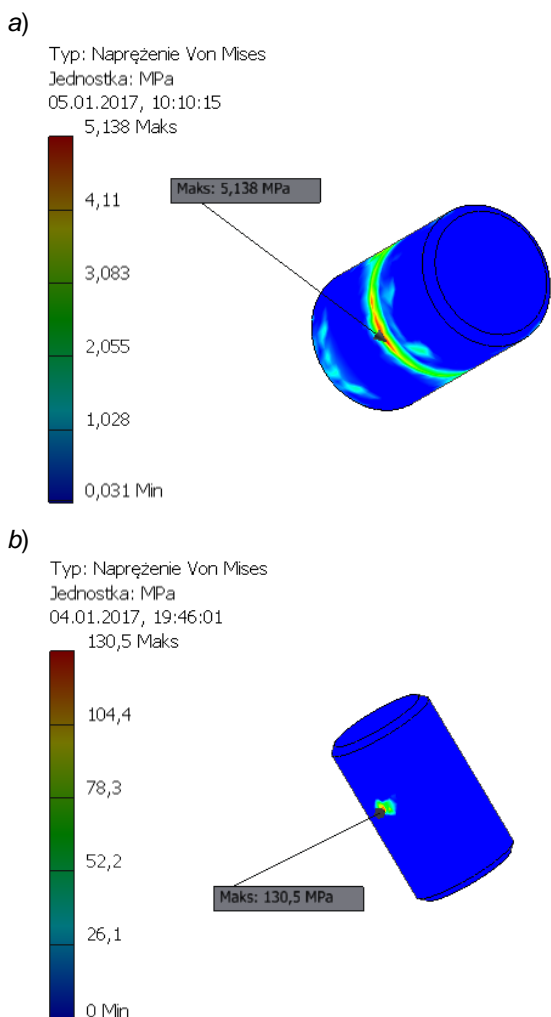 a)
Typ: Naprężenie Von Mises
Jednostka: MPa
05.01.2017, 10:10:15
5,138 Maks
Maks: 5,138 MPa
4,11
3,083
2,055
1,028
0,031 Min
b)
Typ: Naprężenie Von Mises
Jednostka: MPa
04.01.2017, 19:46:01
130,5 Maks
104,4
78,3
52,2
Maks: 130,5 MPa
26,1
0 Min